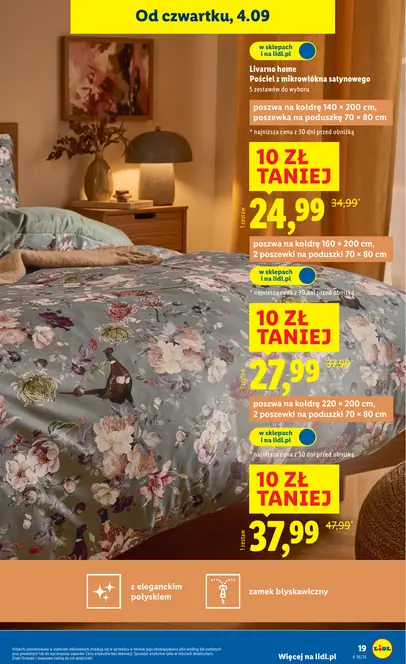 Od czwartku, 4.09
w sklepach
i na lidl.pl
Livarno home
Pościel z mikrowłókna satynowego
5 zestawów do wyboru
poszwa na kołdrę 140 × 200 cm,
poszewka na poduszkę 70 × 80 cm
* najniższa cena z 30 dni przed obniżką
10 ZŁ
TANIEJ
34,99*
1 zestaw
24,99
poszwa na kołdrę 160 × 200 cm,
2 poszewki na poduszki 70 × 80 cm
w sklepach
i na lidl.pl
* najniższa cena z 30 dni przed obniżką
10 ZŁ
TANIEJ
37,99*
1 zestaw
27,99
poszwa na kołdrę 220 × 200 cm,
2 poszewki na poduszki 70 × 80 cm
w sklepach
i na lidl.pl
* najniższa cena z 30 dni przed obniżką
10 ZŁ
TANIEJ
47,99*
1 zestaw
37,99
z eleganckim
połyskiem
zamek błyskawiczny
Więcej na lidl.pl
19
LIDL